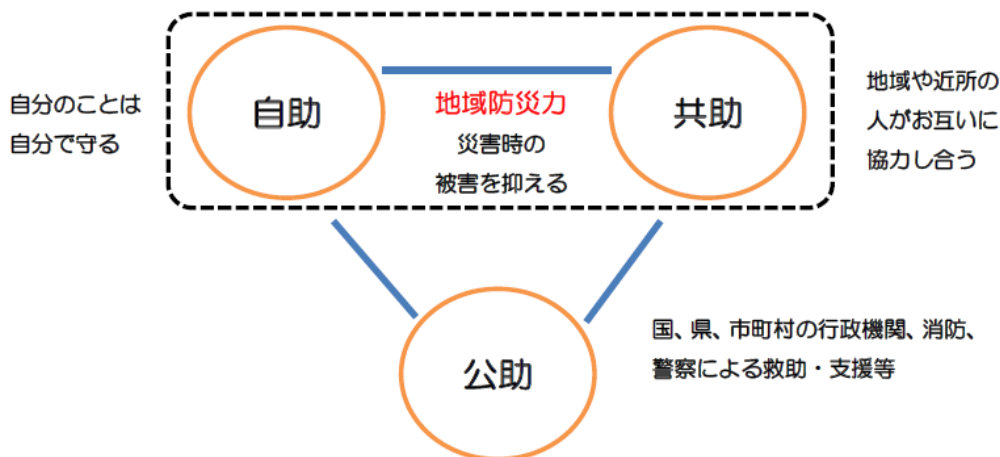 自分のことは
自分で守る
自助
地域防災力
災害時の
被害を抑える
共助
地域や近所の
人がお互いに
協力し合う
公助
国、県、市町村の行政機関、消防、
警察による救助・支援等